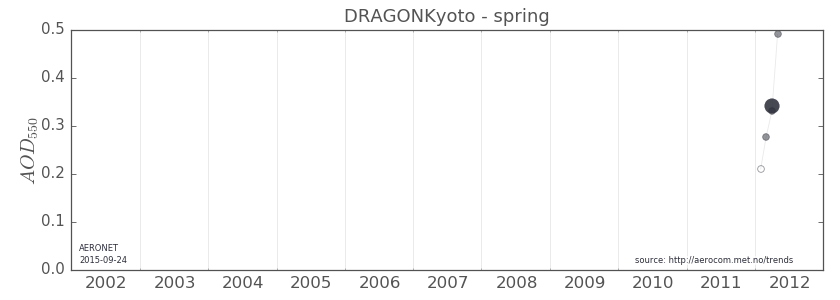 DRAGONKyoto - spring
0.5
0.4
0.3
0.2
0.1
0.0
AOD550
AERONET
2015-09-24
source: http://aerocom.met.no/trends
2002 2003 2004 2005 2006 2007 2008 2009 2010 2011 2012